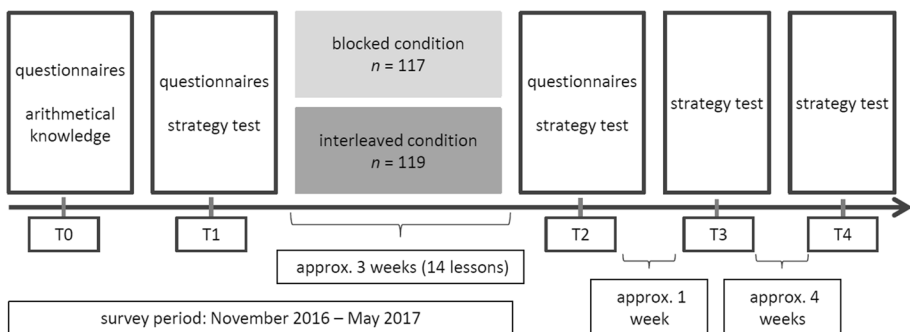 questionnaires
arithmetical
knowledge
questionnaires
strategy test
blocked condition
n = 117
interleaved condition
n = 119
questionnaires
strategy test
strategy test
strategy test
T0
T1
T2
T3
T4
approx. 3 weeks (14 lessons)
approx. 1
week
approx. 4
weeks
survey period: November 2016 – May 2017